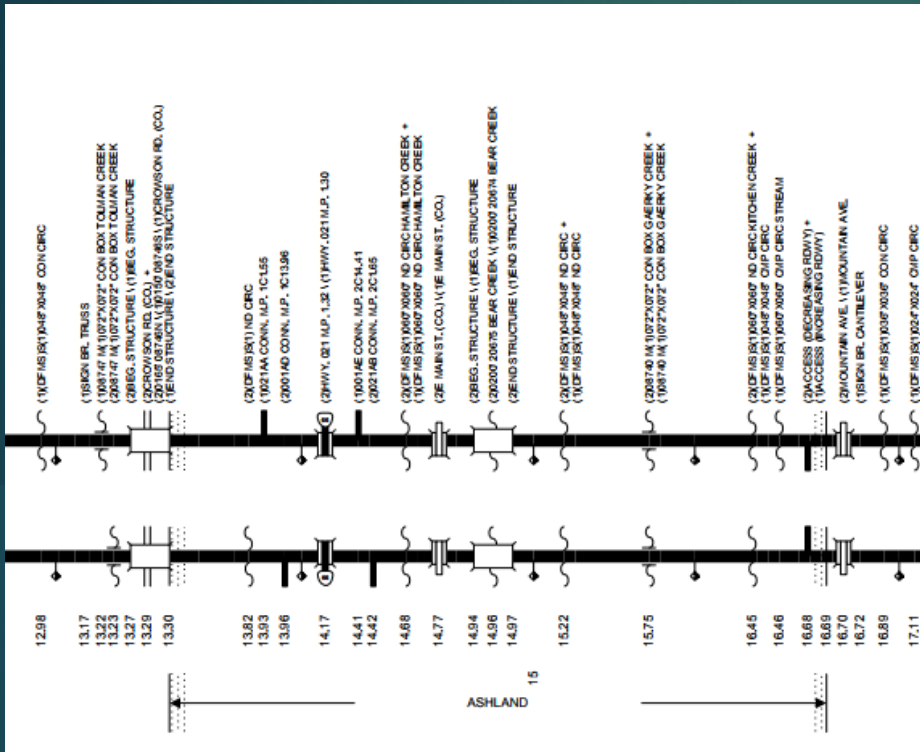 (1)(DFMS)S(1)048"X048" CON CIRC
(1)SIGN BR. TRUSS
(1)08747 M(1)072"X072" CON BOX TOLMAN CREEK
(2)08747 M(1)072"X072" CON BOX TOLMAN CREEK
(2)BEG. STRUCTURE \ (1)BEG. STRUCTURE
(2)CROWSON RD. (CO.) +
(1)END STRUCTURE \ (2)END STRUCTURE
(2)(DFMS)S(1) ND CIRC
(1)021AA CONN. M.P. 1C1.55
(2)001AD CONN. M.P. 1C13.96
(2)HWY. 021 M.P. 1.32 \ (1)HWY. 021 M.P. 1.30
(1)001AE CONN. M.P. 2C14.41
(2)021AB CONN. M.P. 2C1.65
(2)(DFMS)S(1)060"X060" ND CIRC HAMILTON CREEK +
(1)(DFMS)S(1)060"X060" ND CIRC HAMILTON CREEK
(2)E MAIN ST. (CO.) \ (1)E MAIN ST. (CO.)
(2)BEG. STRUCTURE \ (1)BEG. STRUCTURE
(2)0200' 20675 BEAR CREEK \ (1)0200' 20674 BEAR CREEK
(2)END STRUCTURE \ (1)END STRUCTURE
(2)(DFMS)S(1)048"X048" ND CIRC +
(1)(DFMS)S(1)048"X048" ND CIRC
(2)08740 M(1)072"X072" CON BOX GAERKY CREEK +
(1)08740 M(1)072"X072" CON BOX GAERKY CREEK
(2)(DFMS)S(1)060"X060" ND CIRC KITCHEN CREEK +
(1)(DFMS)S(1)048"X048" CMP CIRC
(1)(DFMS)S(1)060"X060" CMP CIRC STREAM
(2)ACCESS (DECREASING RDWY) +
(1)ACCESS (INCREASING RDWY)
(2)MOUNTAIN AVE. \ (1)MOUNTAIN AVE.
(1)SIGN BR. CANTILEVER
(1)(DFMS)S(1)036"X036" CON CIRC
(1)(DFMS)S(1)024"X024" CMP CIRC
12.98
13.17
13.22
13.23
13.27
13.29
13.30
13.82
13.93
13.96
14.17
14.41
14.42
14.68
14.77
14.94
14.96
14.97
15.22
15.75
16.45
16.46
16.68
16.69
16.70
16.72
16.89
17.11
15
ASHLAND